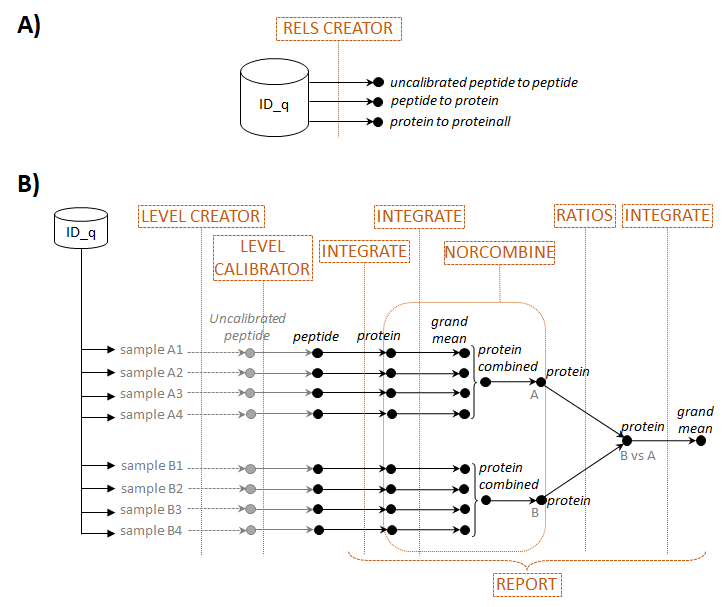 A)
RELS CREATOR
ID_q
uncalibrated peptide to peptide
peptide to protein
protein to proteinall
B)
ID_q
LEVEL CREATOR
INTEGRATE
RATIOS
INTEGRATE
LEVEL
CALIBRATOR
INTEGRATE
NORCOMBINE
Uncalibrated
peptide
peptide
protein
grand
mean
sample A1
sample A2
sample A3
sample A4
protein
combined
protein
A
sample B1
sample B2
sample B3
sample B4
protein
combined
protein
B
protein
B vs A
grand
mean
REPORT